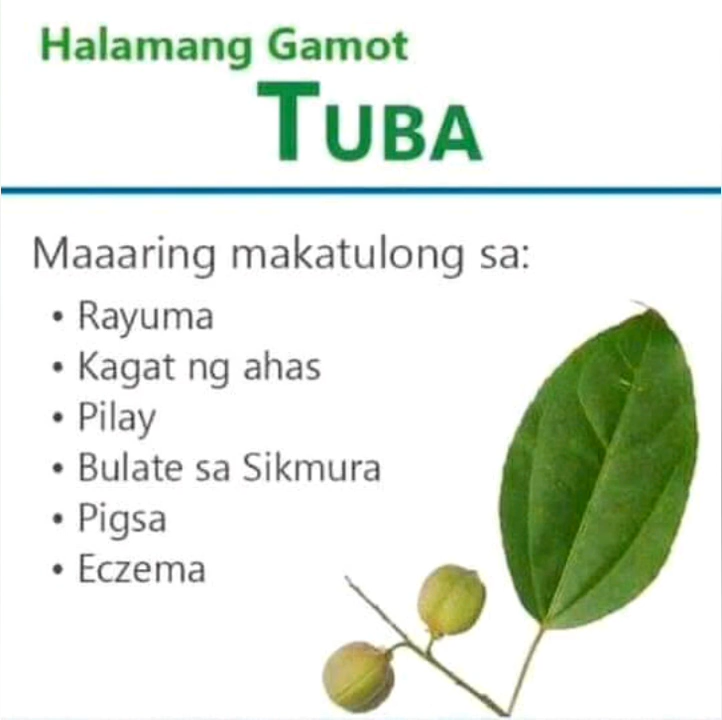 Halamang Gamot
TUBA
Maaaring makatulong sa:
• Rayuma
• Kagat ng ahas
• Pilay
• Bulate sa Sikmura
• Pigsa
• Eczema